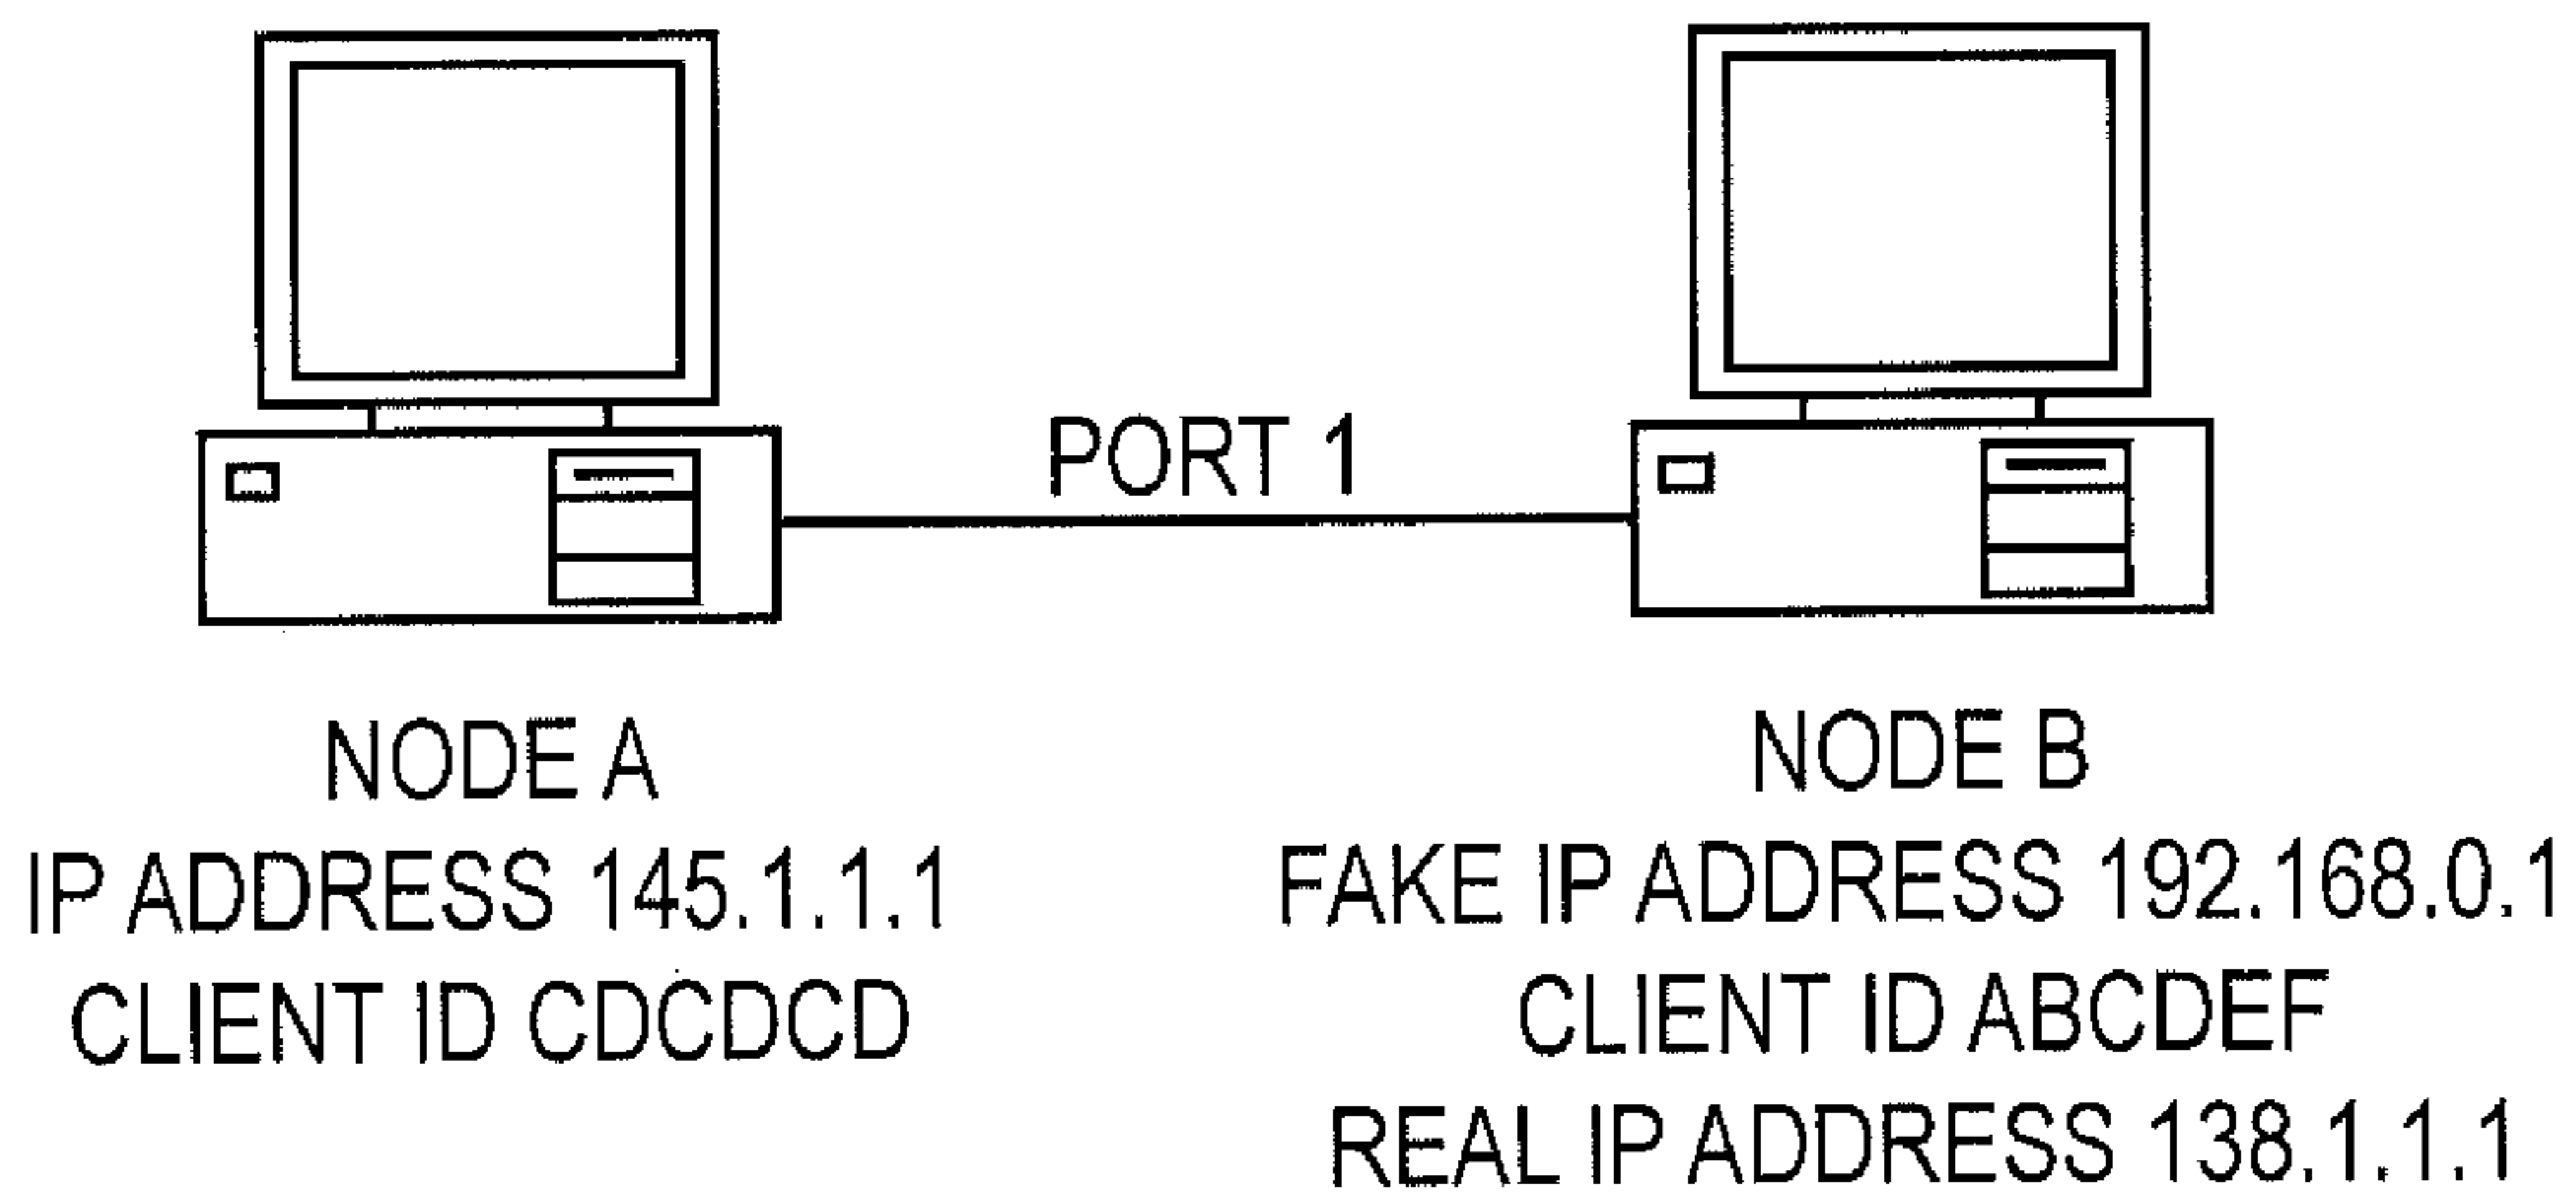 PORT 1
NODE A
IP ADDRESS 145.1.1.1
CLIENT ID CDCDCD
NODE B
FAKE IP ADDRESS 192.168.0.1
CLIENT ID ABCDEF
REAL IP ADDRESS 138.1.1.1